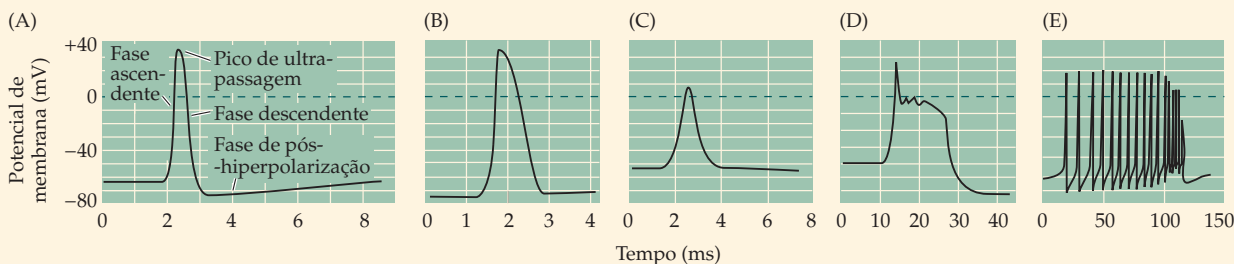 (A)
(B)
(C)
(D)
(E)
Potencial de
membrana (mV)
+40
0
–40
–80
Fase
ascen-
dente
Pico de ultra-
passagem
Fase descendente
Fase de pós-
-hiperpolarização
0 2 4 6 8
0 1 2 3 4
0 2 4 6 8
0 10 20 30 40
0 50 100 150
Tempo (ms)